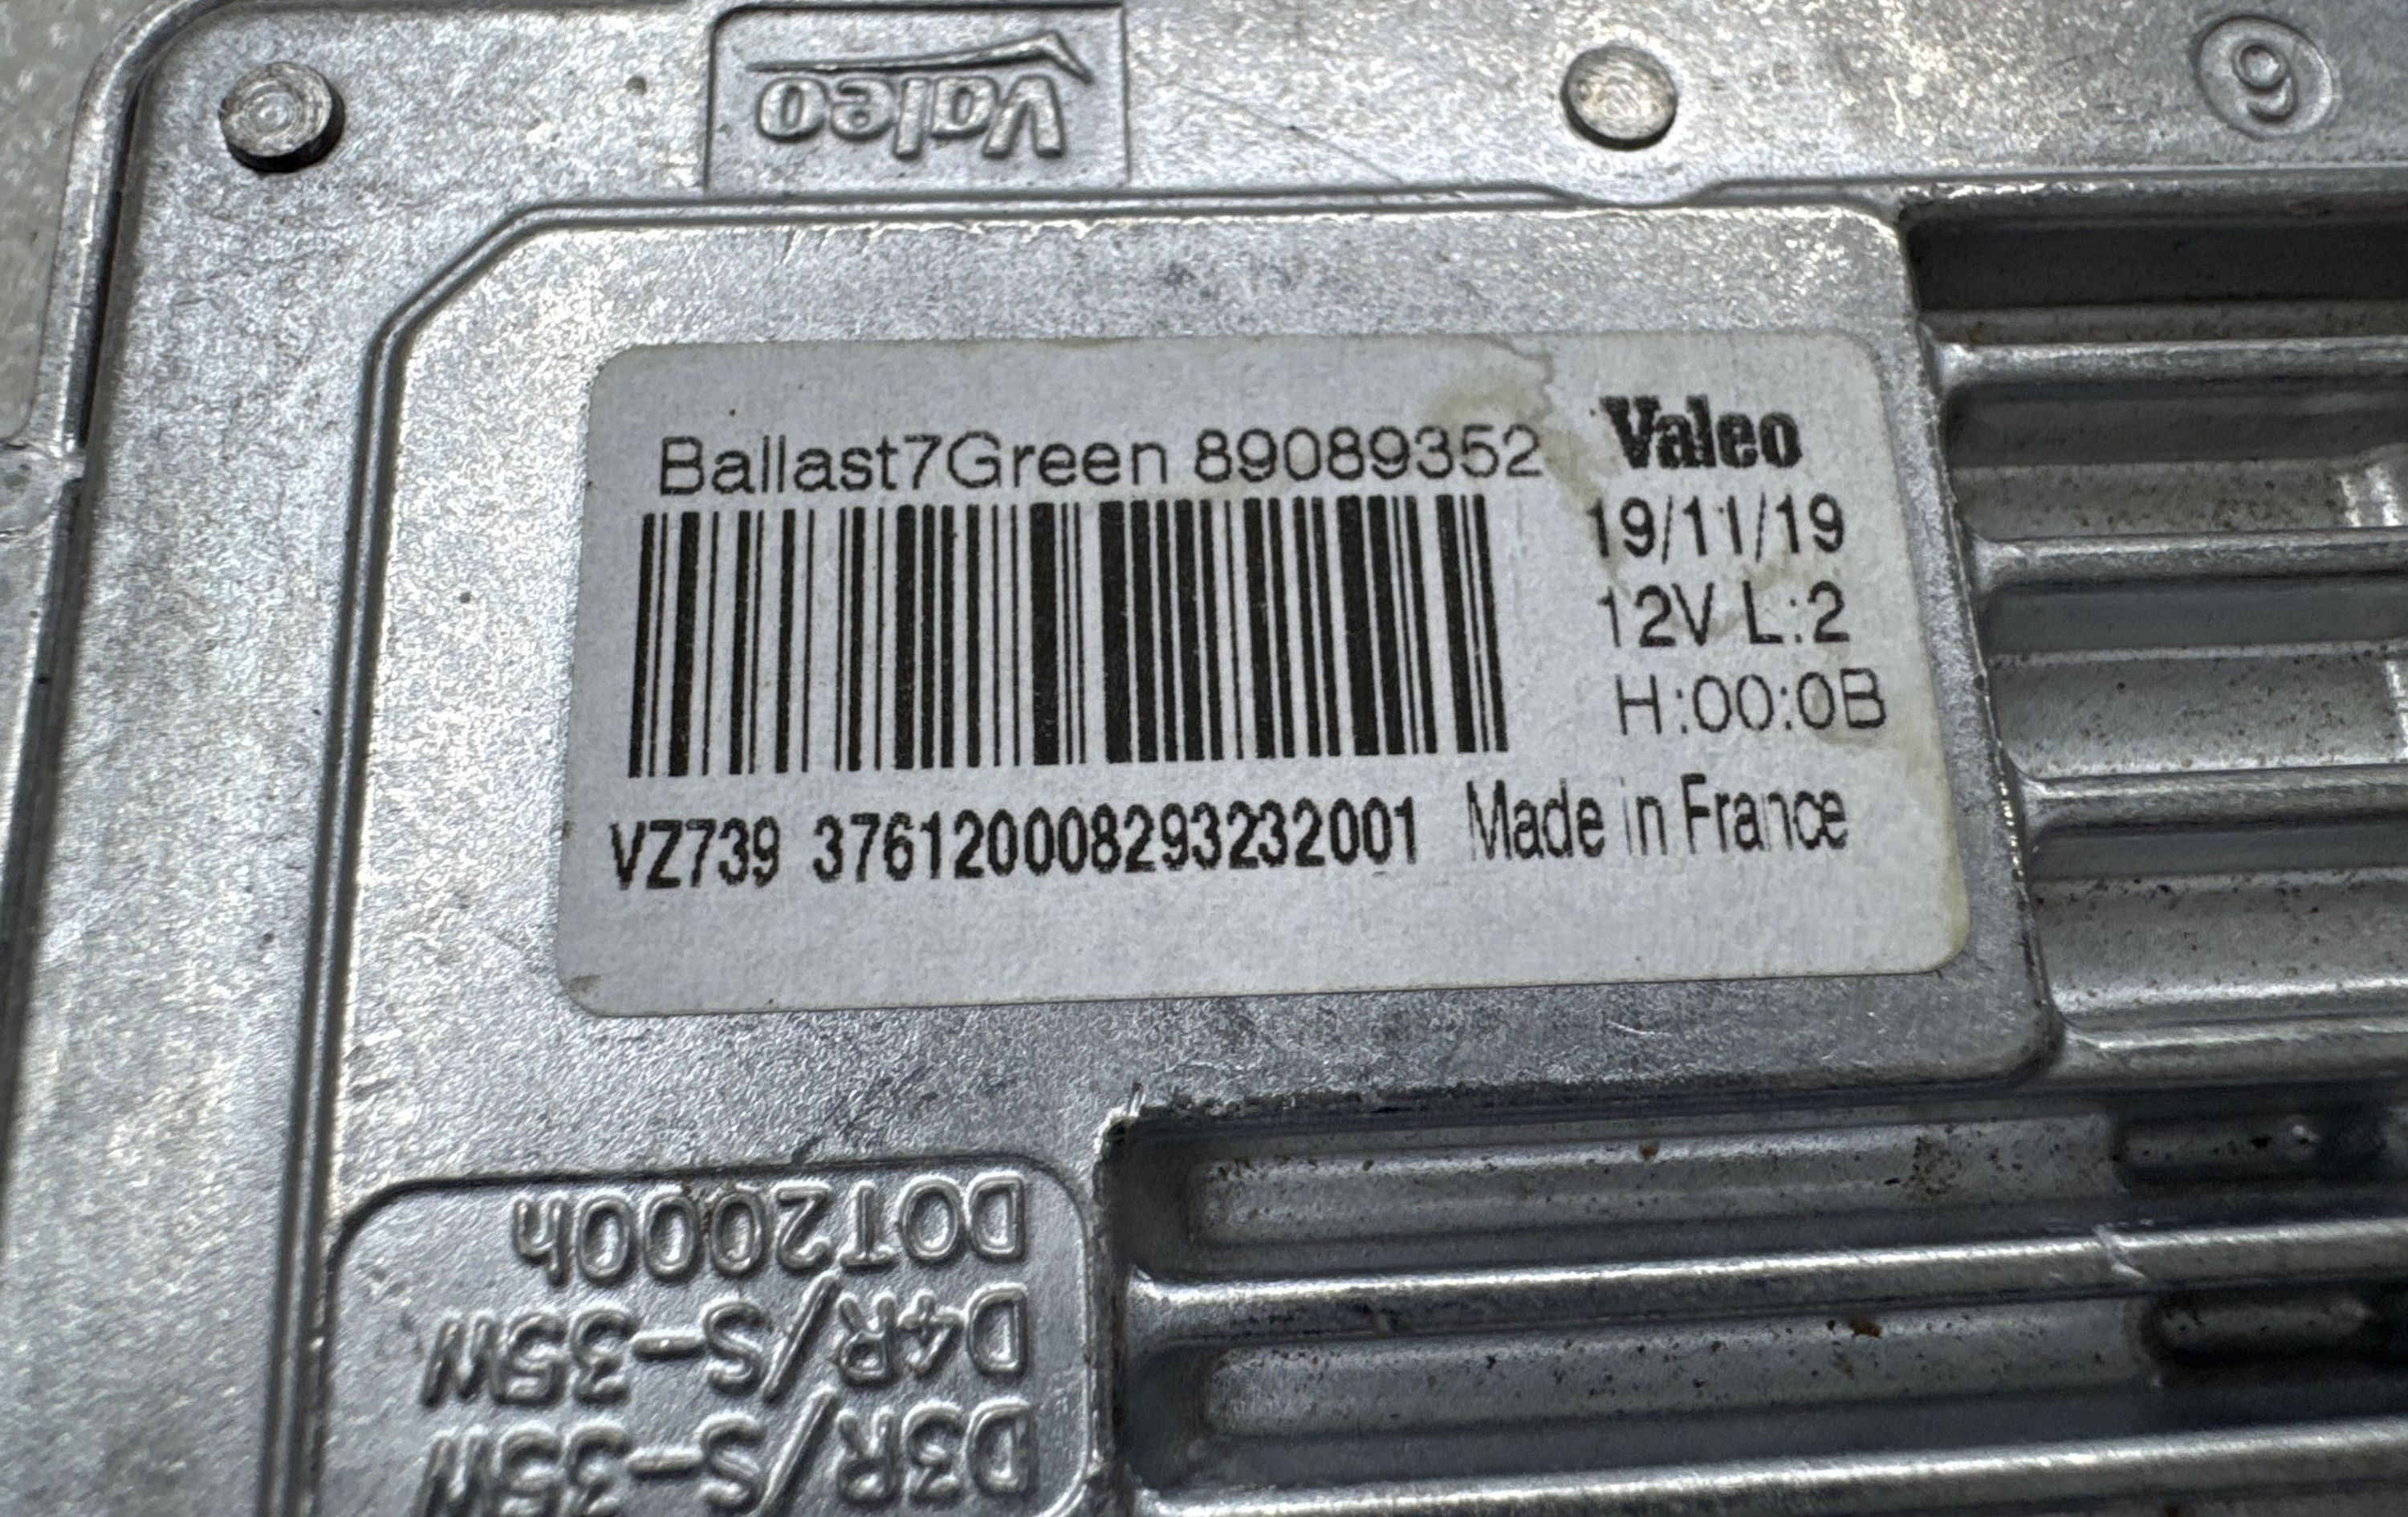 Valeo
9
Ballast7Green 89089352
Valeo
19/11/19
12V L:2
H:00:0B
VZ739 376120008293232001 Made in France
D3R/S-35W
D4R/S-35W
DOT2000h